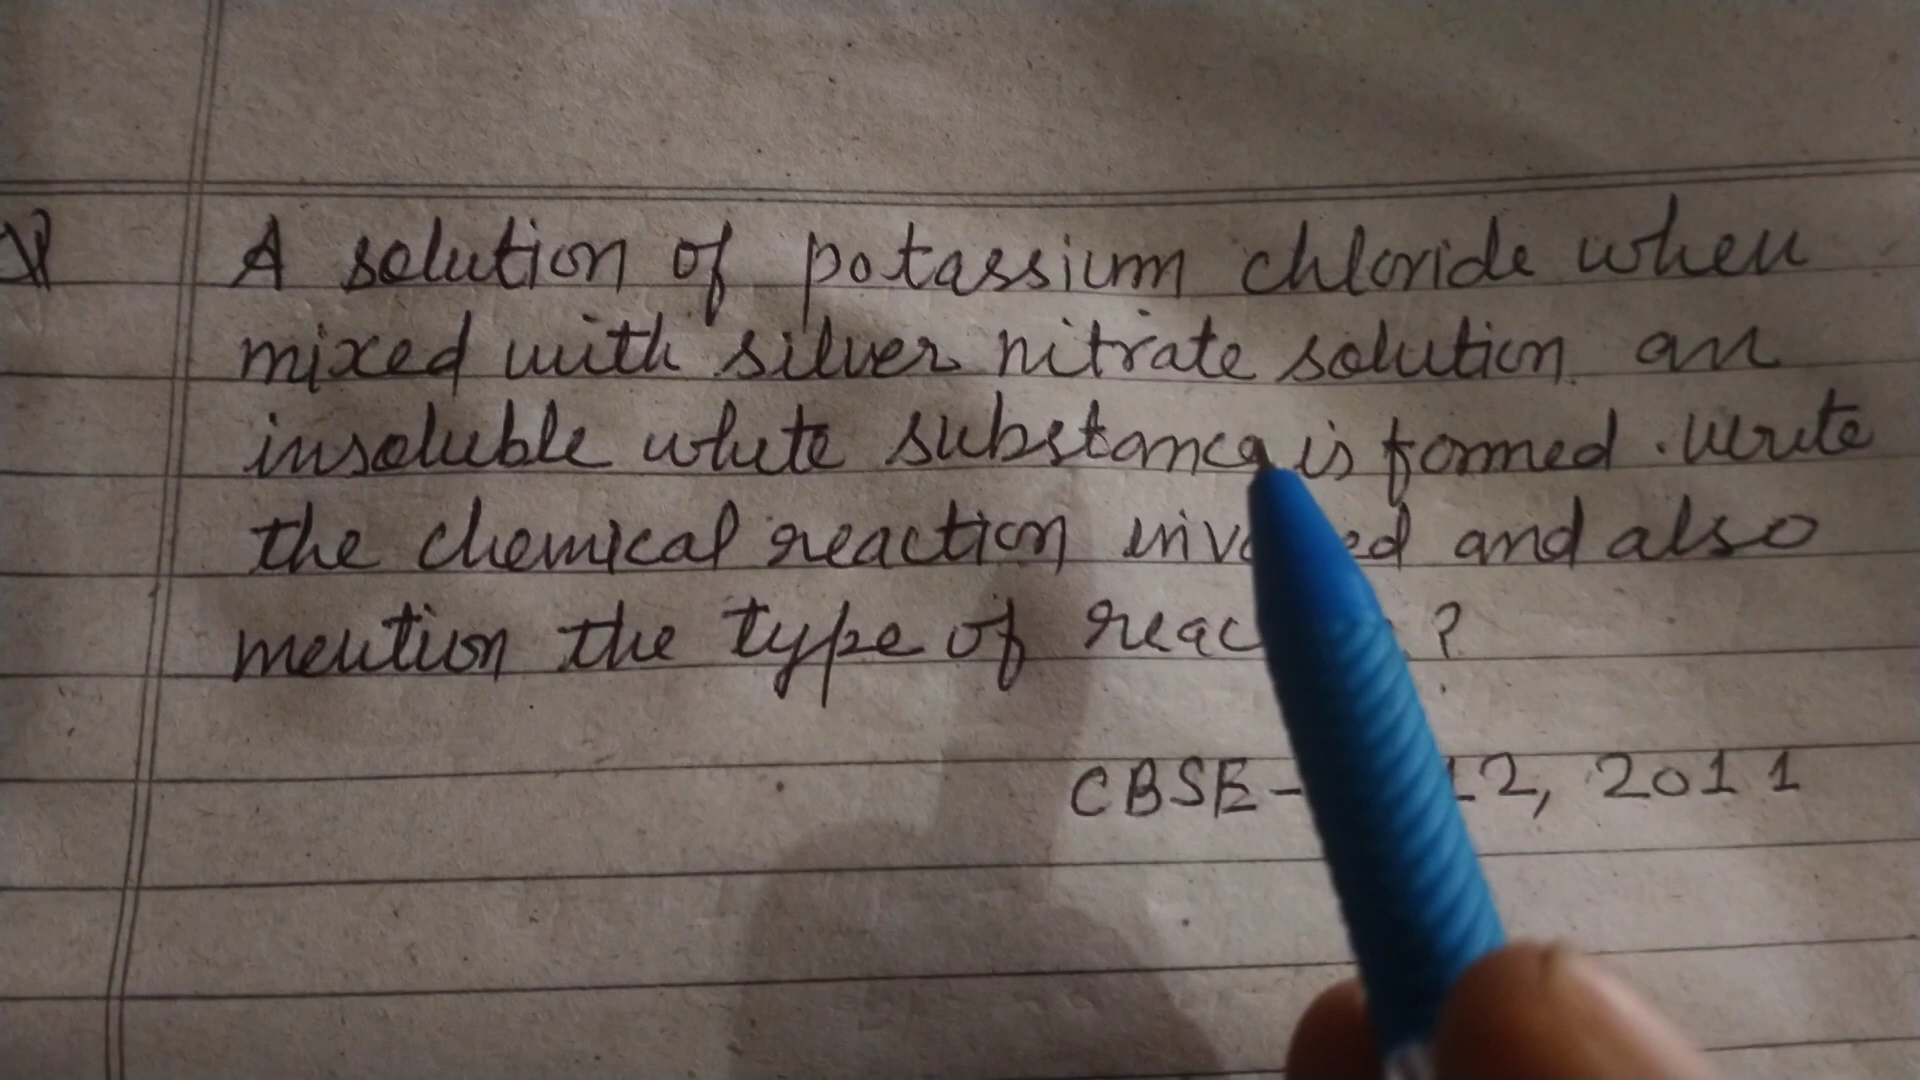 A solution of potassium chloride when
mixed with silver nitrate solution an
insoluble white substance is formed. Write
the chemical reaction and also
mention the type of ?
CBSE- 12, 2011